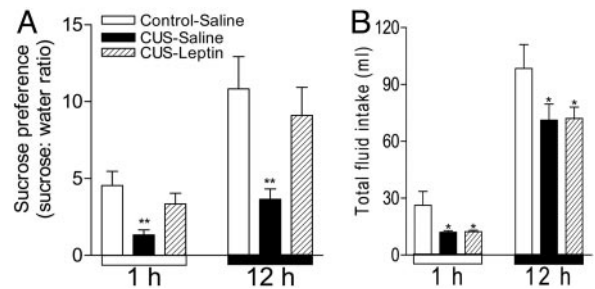 A
Control-Saline
CUS-Saline
CUS-Leptin
Sucrose preference
(sucrose: water ratio)
15
10
5
0
**
**
1 h
12 h
B
Total fluid intake (ml)
120
90
60
30
0
*
*
*
*
1 h
12 h